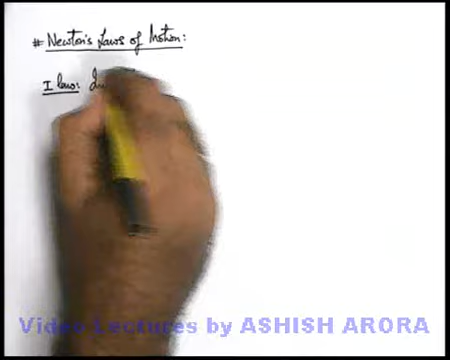 # Newton's Laws of Motion:
I law:
Video Lectures by ASHISH ARORA